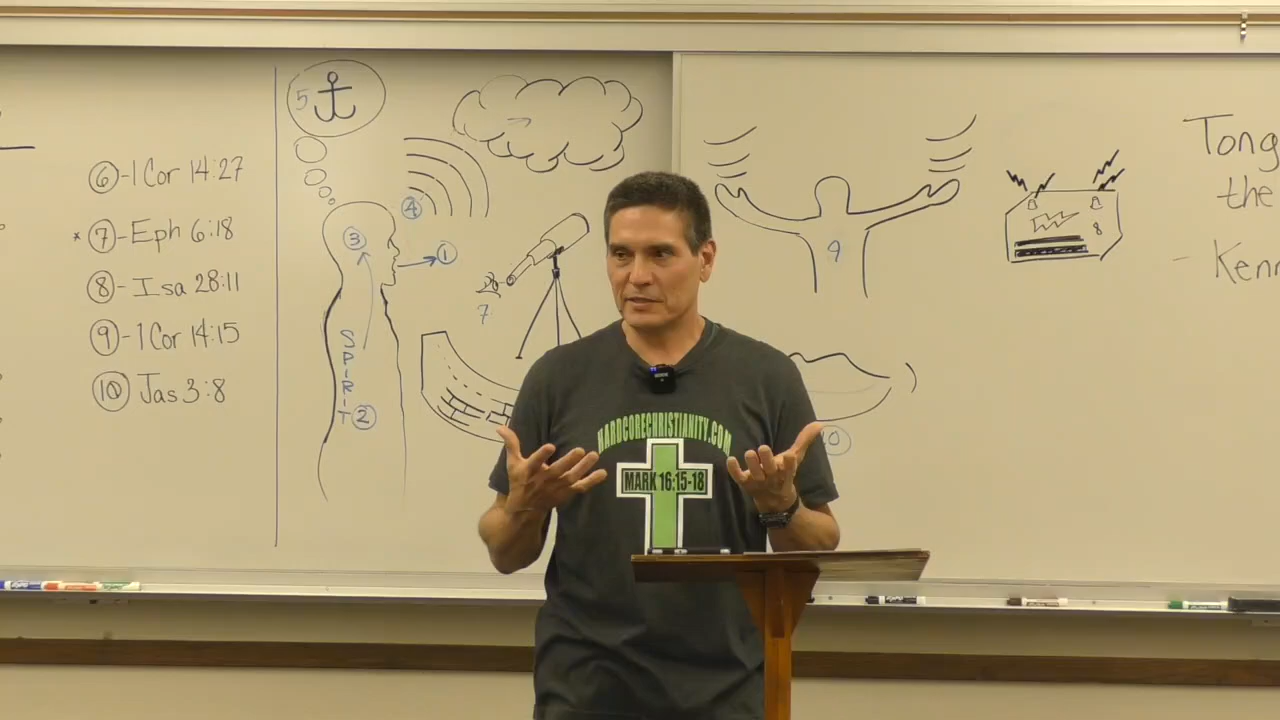 ⑥-1 Cor 14:27
* ⑦-Eph 6:18
⑧-Isa 28:11
⑨-1 Cor 14:15
⑩ Jas 3:8
5
④
③
①
SPIRIT ②
7
9
8
10
Tong
the
- Kenn
HARDCORECHRISTIANITY.COM
MARK 16:15-18